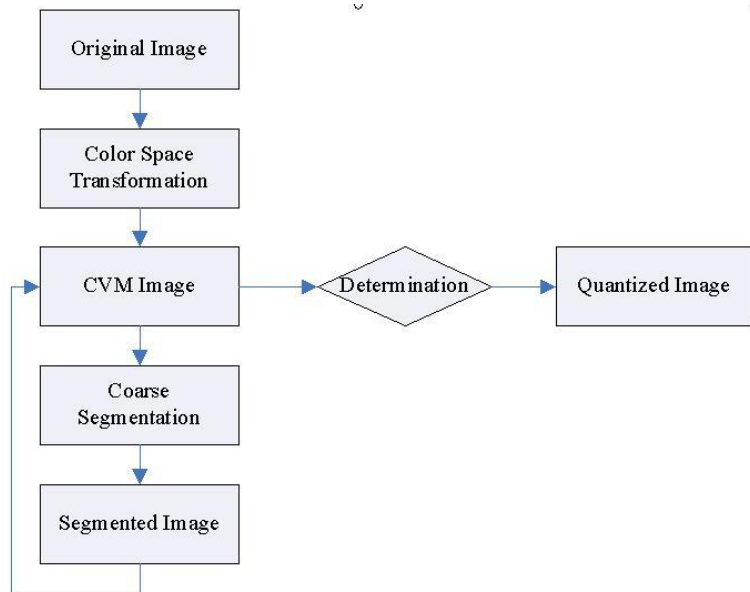 Original Image
Color Space
Transformation
CVM Image
Determination
Quantized Image
Coarse
Segmentation
Segmented Image